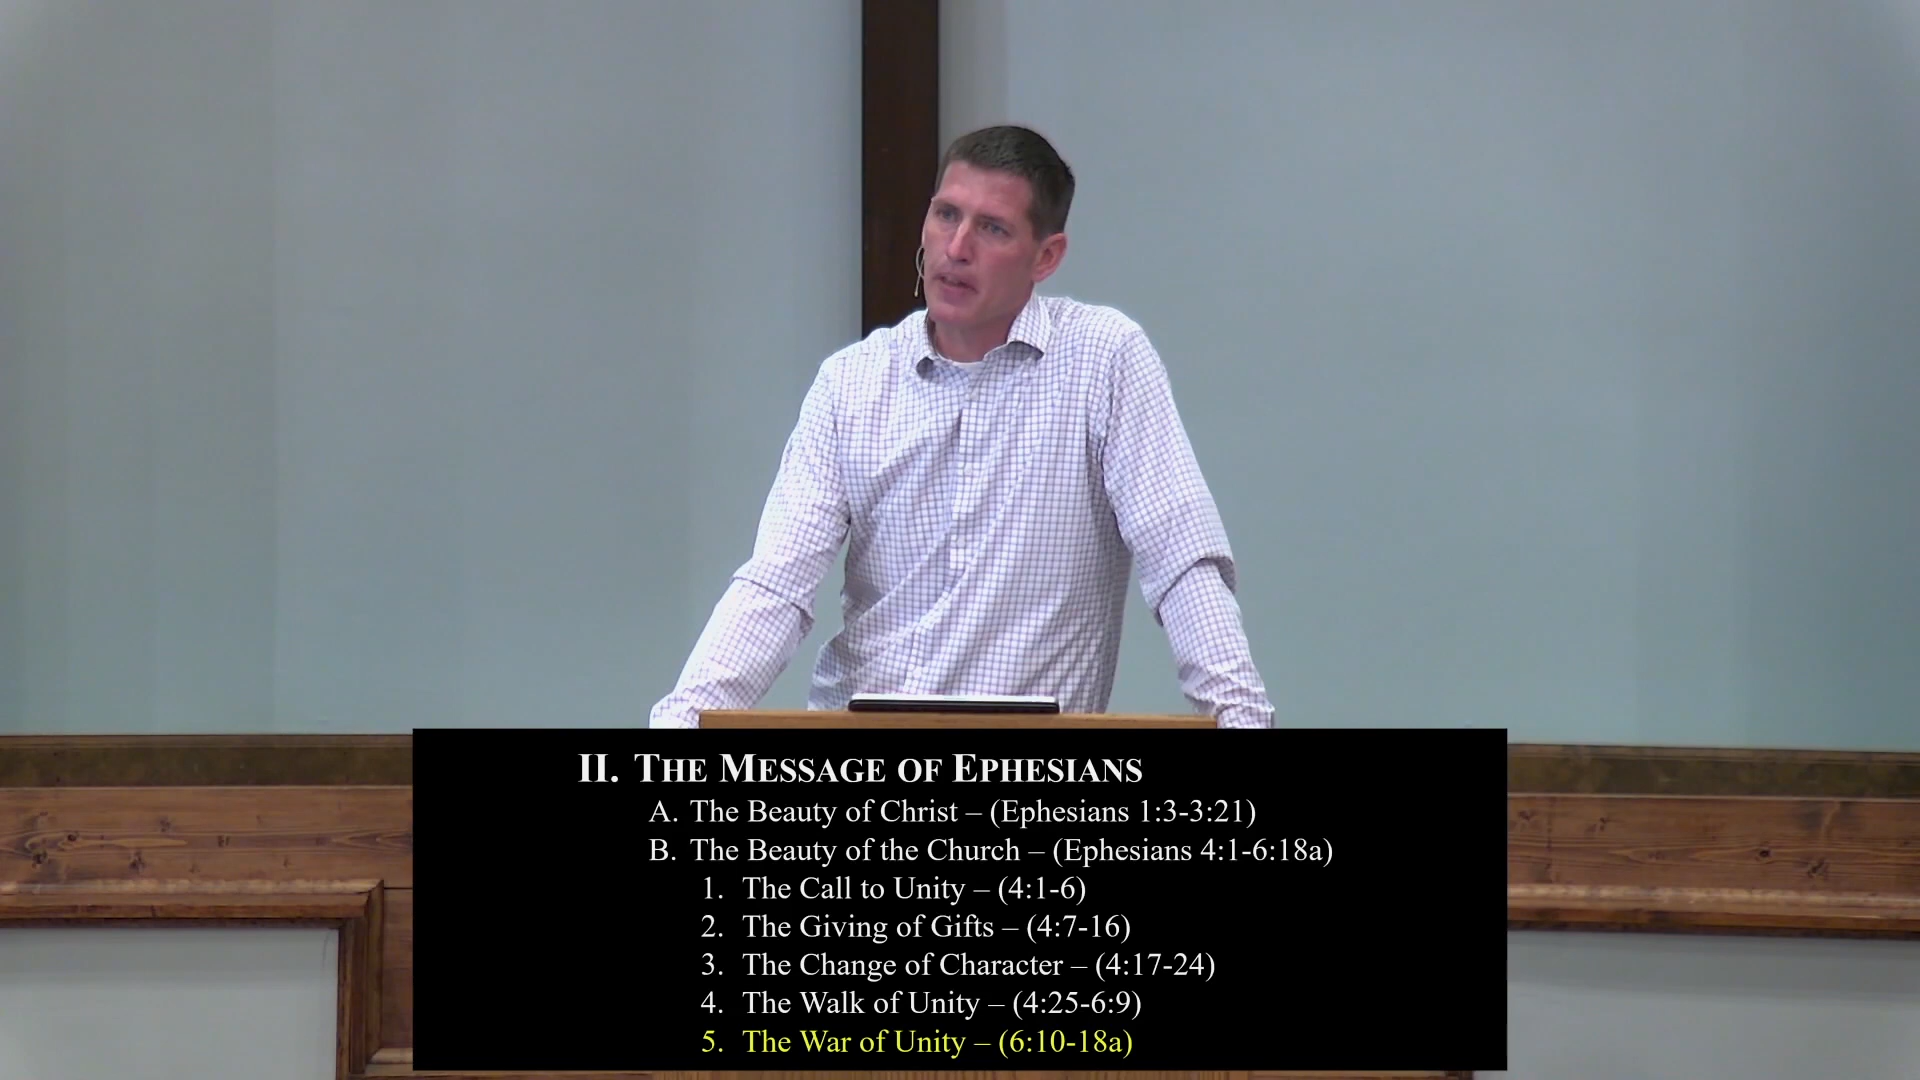 II. The Message of Ephesians
A. The Beauty of Christ – (Ephesians 1:3-3:21)
B. The Beauty of the Church – (Ephesians 4:1-6:18a)
1. The Call to Unity – (4:1-6)
2. The Giving of Gifts – (4:7-16)
3. The Change of Character – (4:17-24)
4. The Walk of Unity – (4:25-6:9)
5. The War of Unity – (6:10-18a)